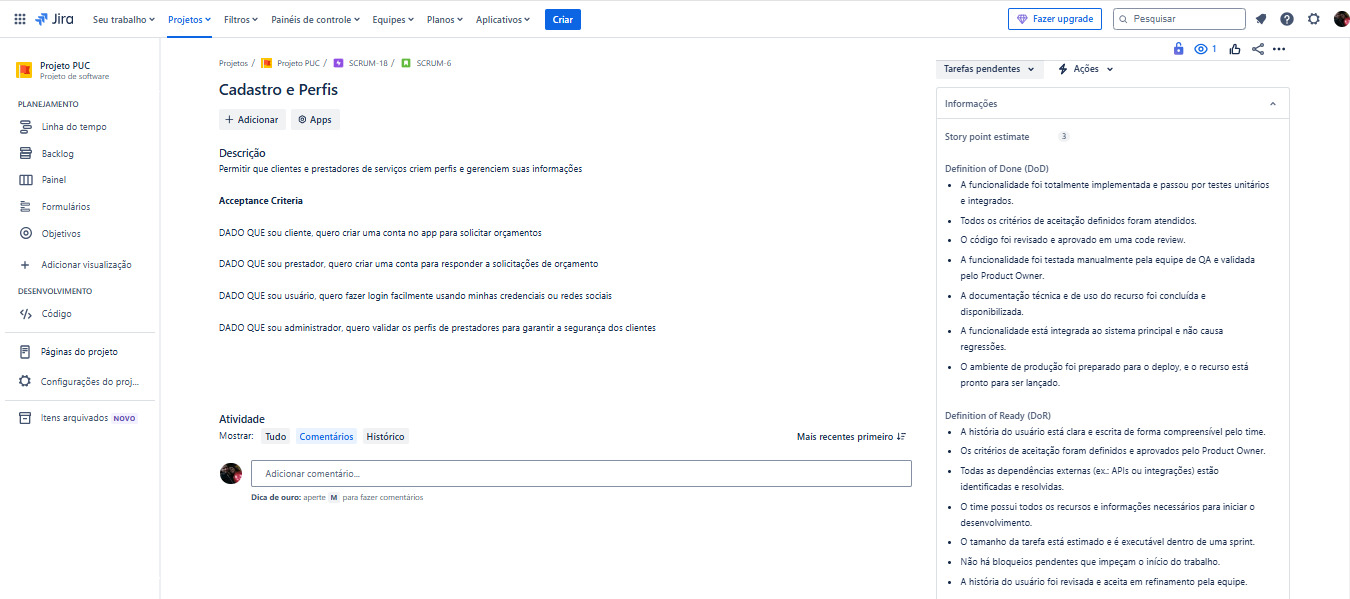 Jira
Seu trabalho
Projetos
Filtros
Painéis de controle
Equipes
Planos
Aplicativos
Criar
Fazer upgrade
Pesquisar
Projeto PUC
Projeto de software
PLANEJAMENTO
Linha do tempo
Backlog
Painel
Formulários
Objetivos
Adicionar visualização
DESENVOLVIMENTO
Código
Páginas do projeto
Configurações do proj...
Itens arquivados NOVO
Projetos / Projeto PUC / SCRUM-18 / SCRUM-6
Cadastro e Perfis
Adicionar
Apps
Descrição
Permitir que clientes e prestadores de serviços criem perfis e gerenciem suas informações
Acceptance Criteria
DADO QUE sou cliente, quero criar uma conta no app para solicitar orçamentos
DADO QUE sou prestador, quero criar uma conta para responder a solicitações de orçamento
DADO QUE sou usuário, quero fazer login facilmente usando minhas credenciais ou redes sociais
DADO QUE sou administrador, quero validar os perfis de prestadores para garantir a segurança dos clientes
Atividade
Mostrar: Tudo Comentários Histórico
Mais recentes primeiro
Adicionar comentário...
Dica de ouro: aperte M para fazer comentários
1
Tarefas pendentes
Ações
Informações
Story point estimate 3
Definition of Done (DoD)
• A funcionalidade foi totalmente implementada e passou por testes unitários
e integrados.
• Todos os critérios de aceitação definidos foram atendidos.
• O código foi revisado e aprovado em uma code review.
• A funcionalidade foi testada manualmente pela equipe de QA e validada
pelo Product Owner.
• A documentação técnica e de uso do recurso foi concluída e
disponibilizada.
• A funcionalidade está integrada ao sistema principal e não causa
regressões.
• O ambiente de produção foi preparado para o deploy, e o recurso está
pronto para ser lançado.
Definition of Ready (DoR)
• A história do usuário está clara e escrita de forma compreensível pelo time.
• Os critérios de aceitação foram definidos e aprovados pelo Product Owner.
• Todas as dependências externas (ex.: APIs ou integrações) estão
identificadas e resolvidas.
• O time possui todos os recursos e informações necessários para iniciar o
desenvolvimento.
• O tamanho da tarefa está estimado e é executável dentro de uma sprint.
• Não há bloqueios pendentes que impeçam o início do trabalho.
• A história do usuário foi revisada e aceita em refinamento pela equipe.